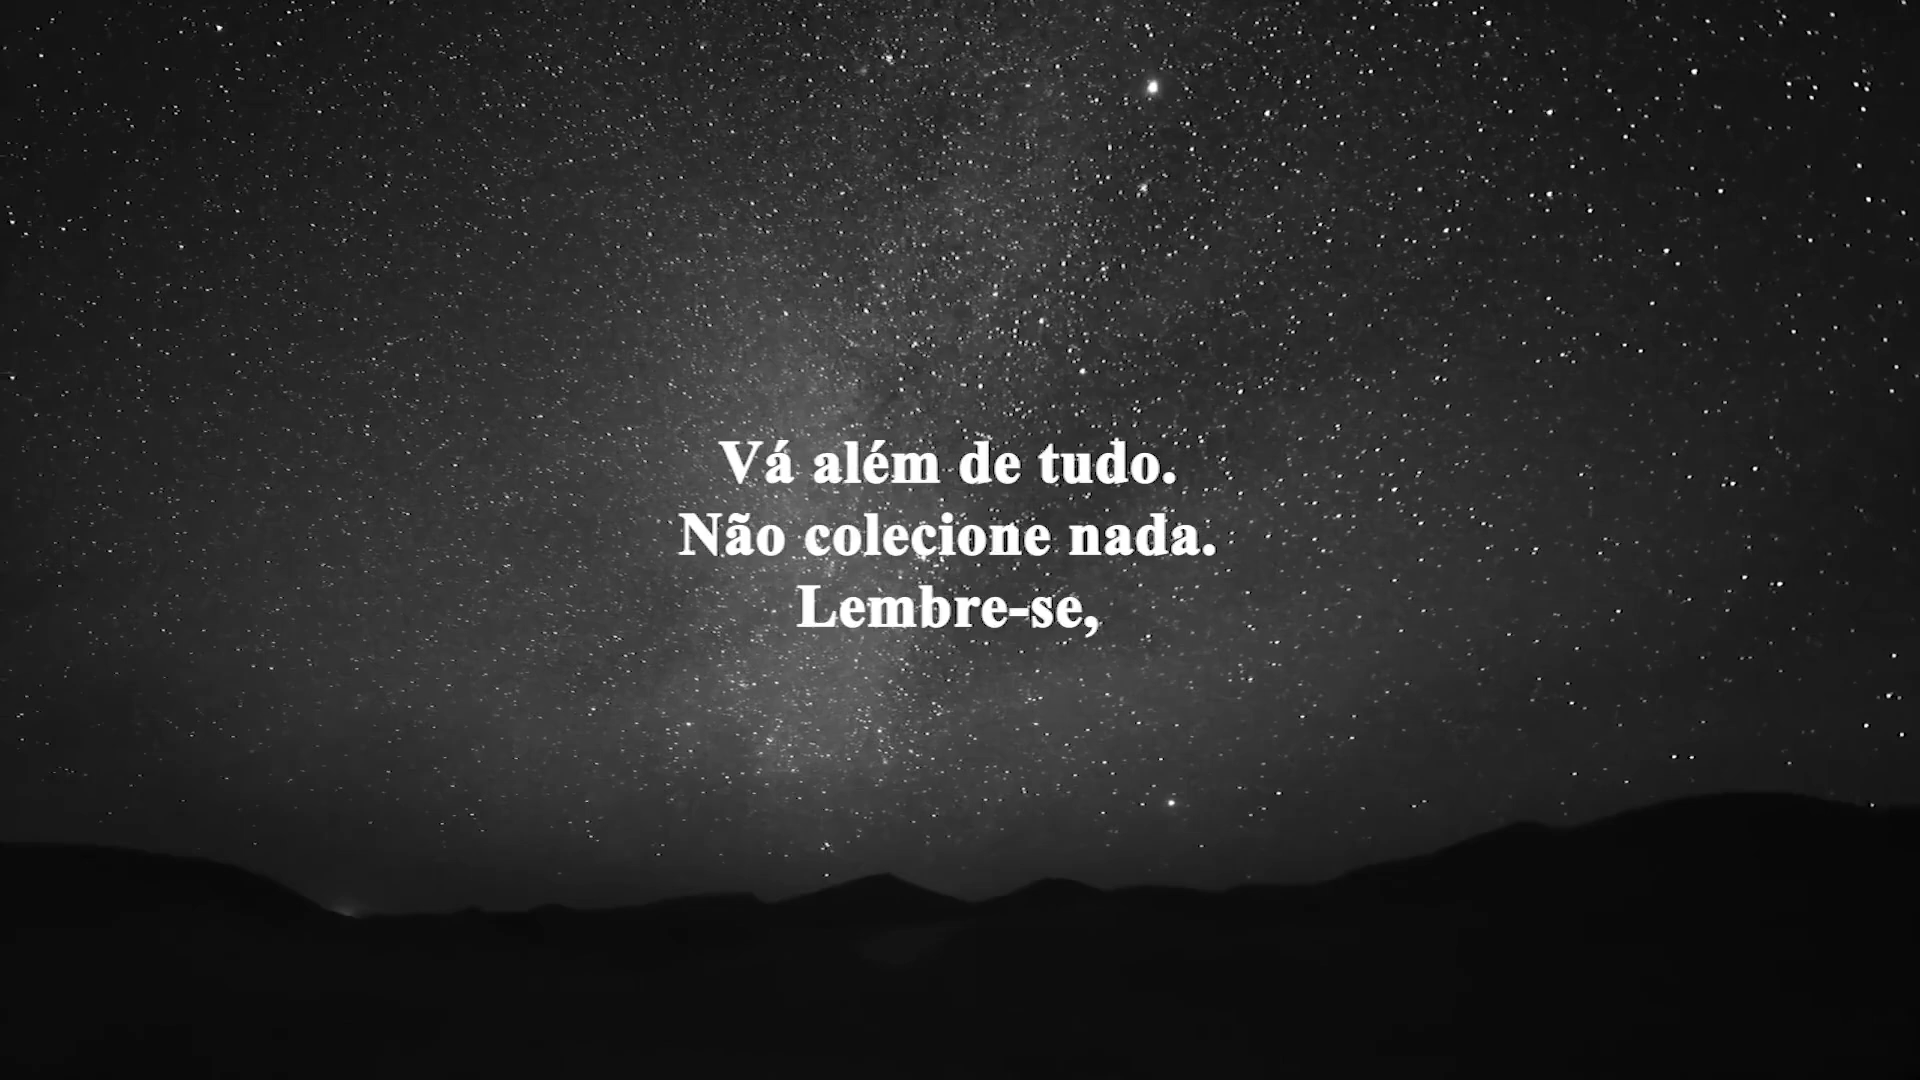 Vá além de tudo.
Não colecione nada.
Lembre-se,